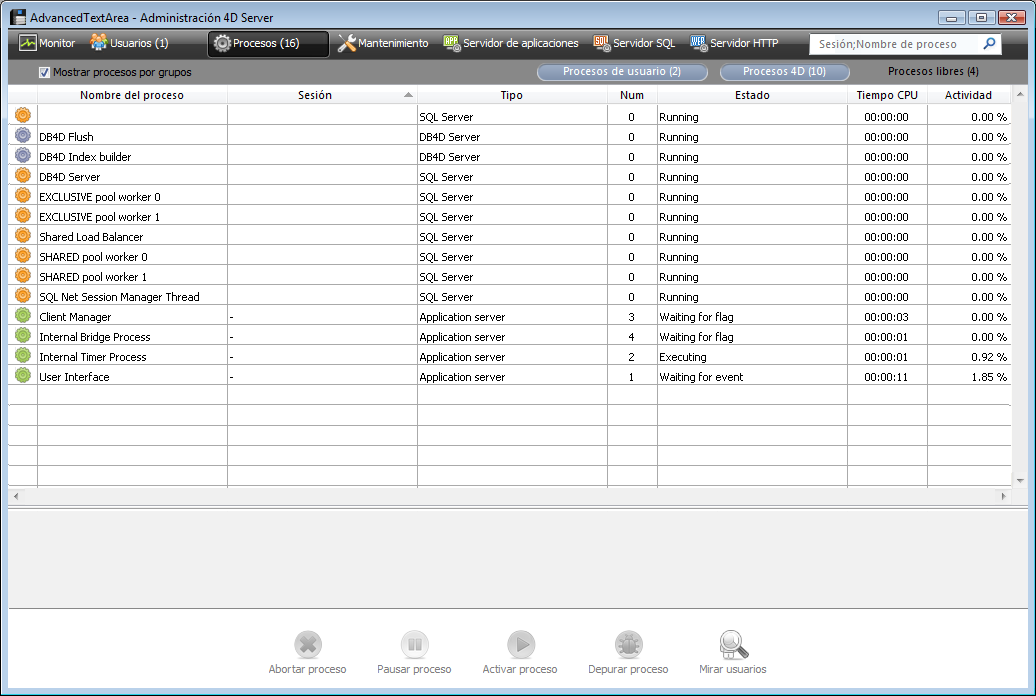 AdvancedTextArea - Administración 4D Server
Monitor Usuarios (1) Procesos (16) Mantenimiento Servidor de aplicaciones Servidor SQL Servidor HTTP Sesión;Nombre de proceso
Mostrar procesos por grupos Procesos de usuario (2) Procesos 4D (10) Procesos libres (4)
Nombre del proceso Sesión Tipo Num Estado Tiempo CPU Actividad
SQL Server 0 Running 00:00:00 0.00 %
DB4D Flush DB4D Server 0 Running 00:00:00 0.00 %
DB4D Index builder DB4D Server 0 Running 00:00:00 0.00 %
DB4D Server SQL Server 0 Running 00:00:00 0.00 %
EXCLUSIVE pool worker 0 SQL Server 0 Running 00:00:00 0.00 %
EXCLUSIVE pool worker 1 SQL Server 0 Running 00:00:00 0.00 %
Shared Load Balancer SQL Server 0 Running 00:00:00 0.00 %
SHARED pool worker 0 SQL Server 0 Running 00:00:00 0.00 %
SHARED pool worker 1 SQL Server 0 Running 00:00:00 0.00 %
SQL Net Session Manager Thread SQL Server 0 Running 00:00:00 0.00 %
Client Manager - Application server 3 Waiting for flag 00:00:03 0.00 %
Internal Bridge Process - Application server 4 Waiting for flag 00:00:01 0.00 %
Internal Timer Process - Application server 2 Executing 00:00:01 0.92 %
User Interface - Application server 1 Waiting for event 00:00:11 1.85 %
Abortar proceso Pausar proceso Activar proceso Depurar proceso Mirar usuarios